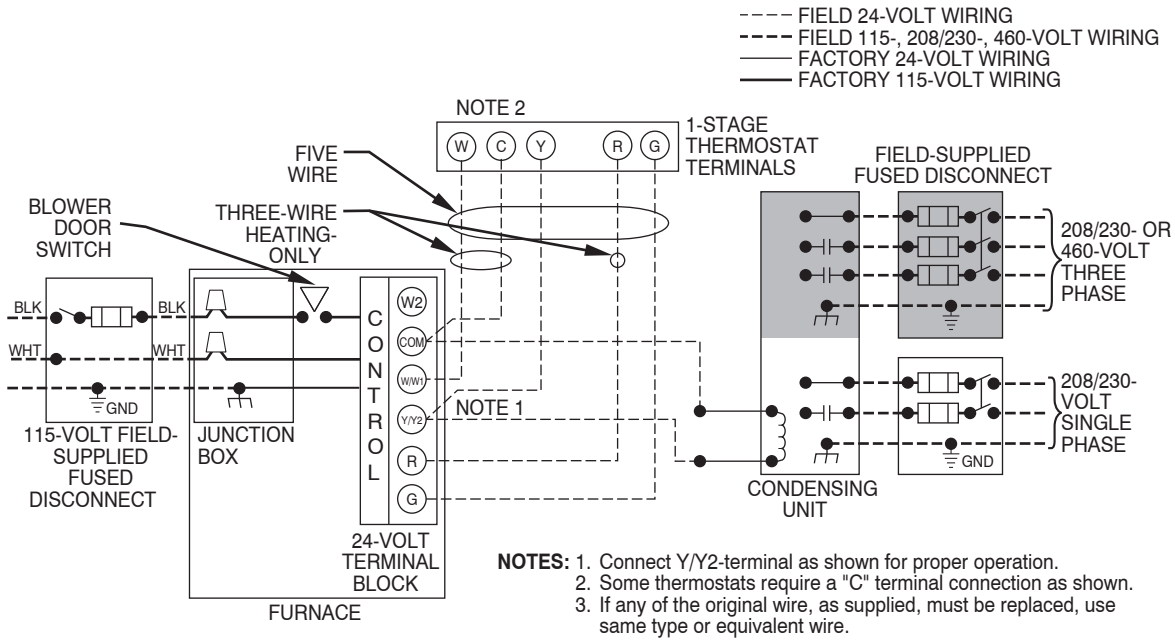 FIELD 24-VOLT WIRING
FIELD 115-, 208/230-, 460-VOLT WIRING
FACTORY 24-VOLT WIRING
FACTORY 115-VOLT WIRING
NOTE 2
W C Y R G
1-STAGE
THERMOSTAT
TERMINALS
FIVE
WIRE
THREE-WIRE
HEATING-
ONLY
BLOWER
DOOR
SWITCH
FIELD-SUPPLIED
FUSED DISCONNECT
208/230- OR
460-VOLT
THREE
PHASE
BLK
BLK
WHT
WHT
GND
115-VOLT FIELD-
SUPPLIED
FUSED
DISCONNECT
JUNCTION
BOX
CONTROL
W2
COM
W/W1
Y/Y2
R
G
NOTE 1
24-VOLT
TERMINAL
BLOCK
FURNACE
208/230-
VOLT
SINGLE
PHASE
GND
CONDENSING
UNIT
NOTES: 1. Connect Y/Y2-terminal as shown for proper operation.
2. Some thermostats require a "C" terminal connection as shown.
3. If any of the original wire, as supplied, must be replaced, use
same type or equivalent wire.